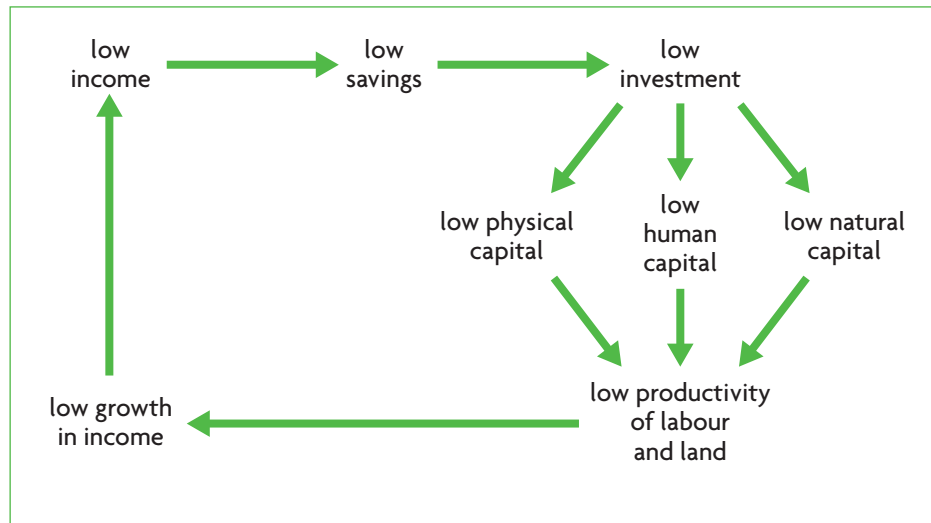 low
income
low
savings
low
investment
low physical
capital
low
human
capital
low natural
capital
low productivity
of labour
and land
low growth
in income